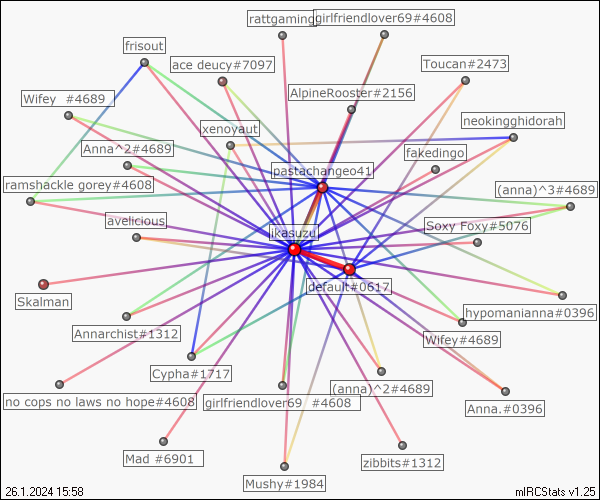 rattgaming
girlfriendlover69#4608
frisout
ace deucy#7097
Toucan#2473
Wifey  #4689
AlpineRooster#2156
neokingghidorah
xenoyaut
Anna^2#4689
fakedingo
pastachangeo41
ramshackle gorey#4608
(anna)^3#4689
avelicious
Soxy Foxy#5076
ikasuzu
default#0617
Skalman
hypomanianna#0396
Annarchist#1312
Wifey#4689
Cypha#1717
(anna)^2#4689
no cops no laws no hope#4608
girlfriendlover69  #4608
Anna.#0396
Mad #6901
zibbits#1312
Mushy#1984
26.1.2024 15:58
mIRCStats v1.25